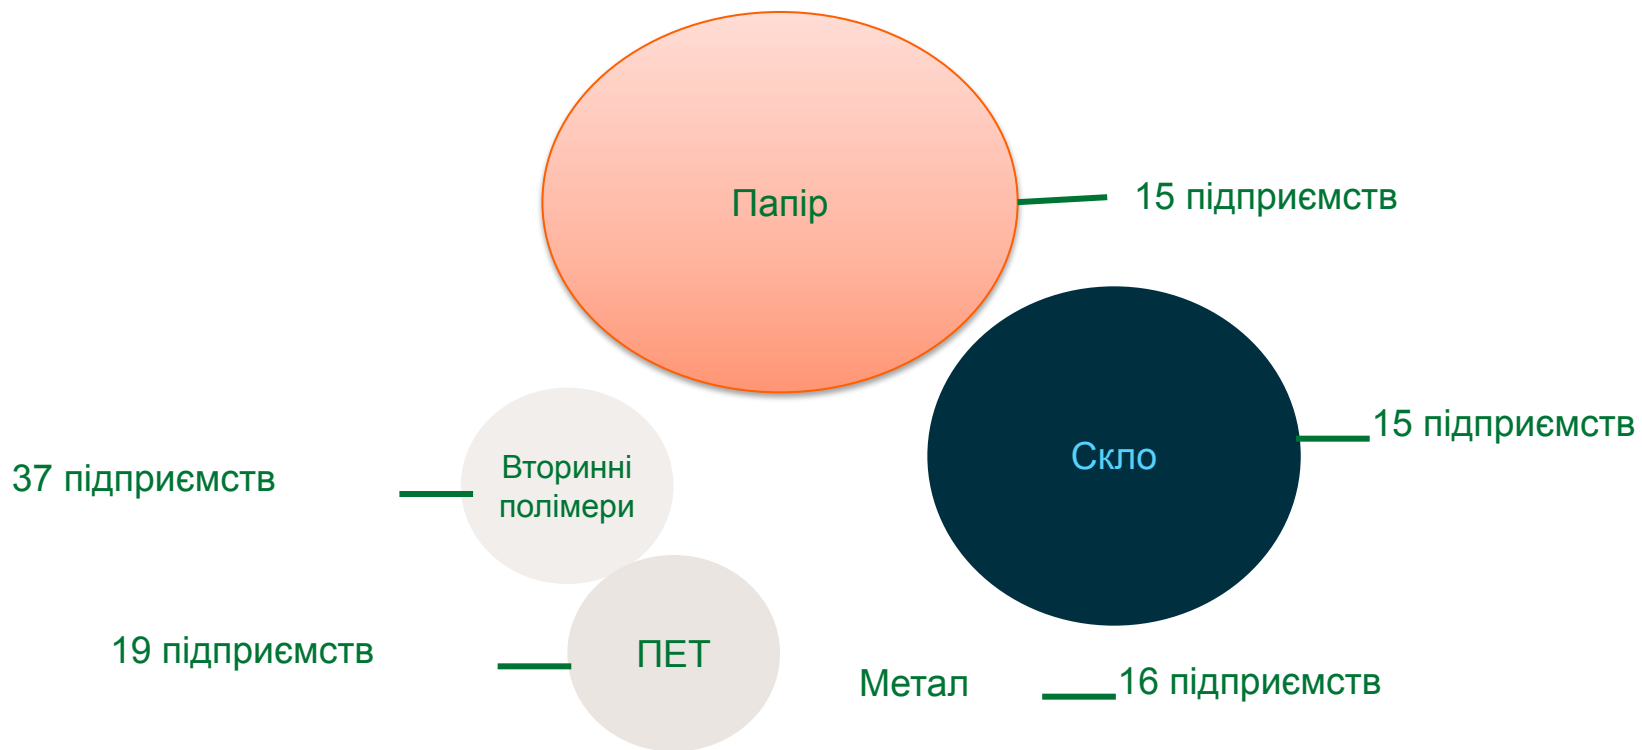 Папір
15 підприємств
15 підприємств
Скло
Вторинні
полімери
37 підприємств
19 підприємств
ПЕТ
Метал
16 підприємств